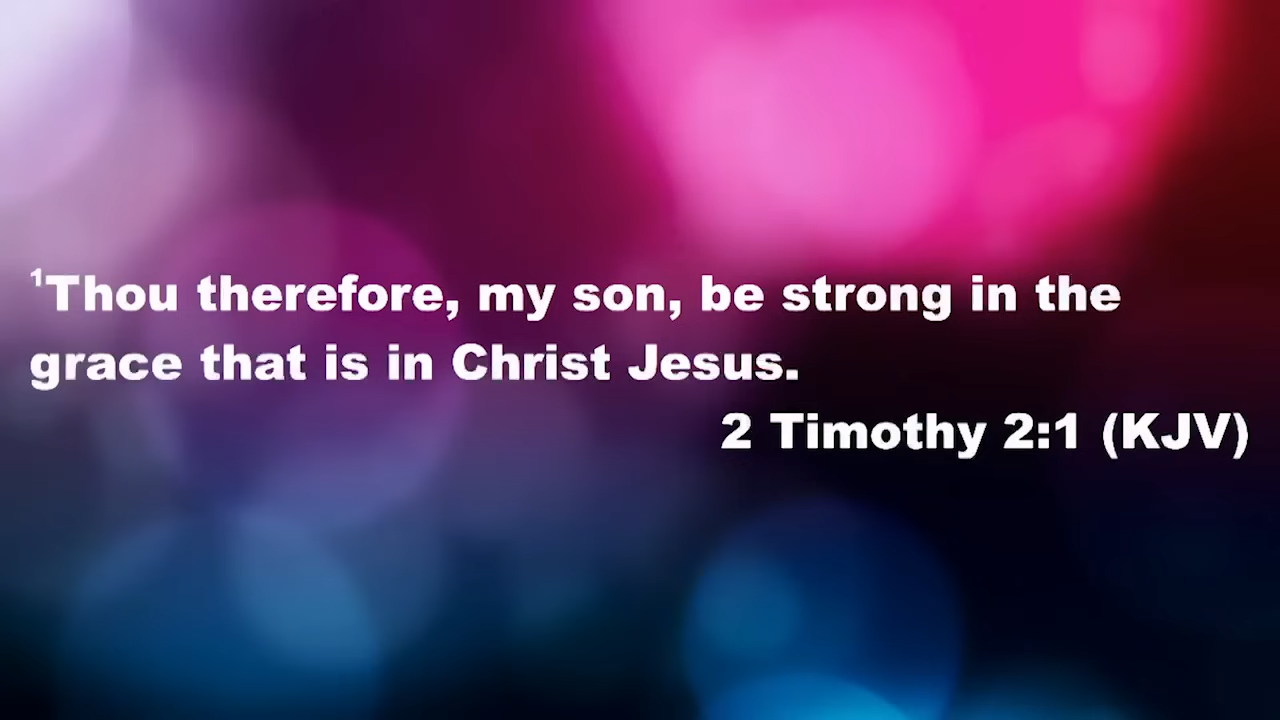 ¹Thou therefore, my son, be strong in the
grace that is in Christ Jesus.
2 Timothy 2:1 (KJV)